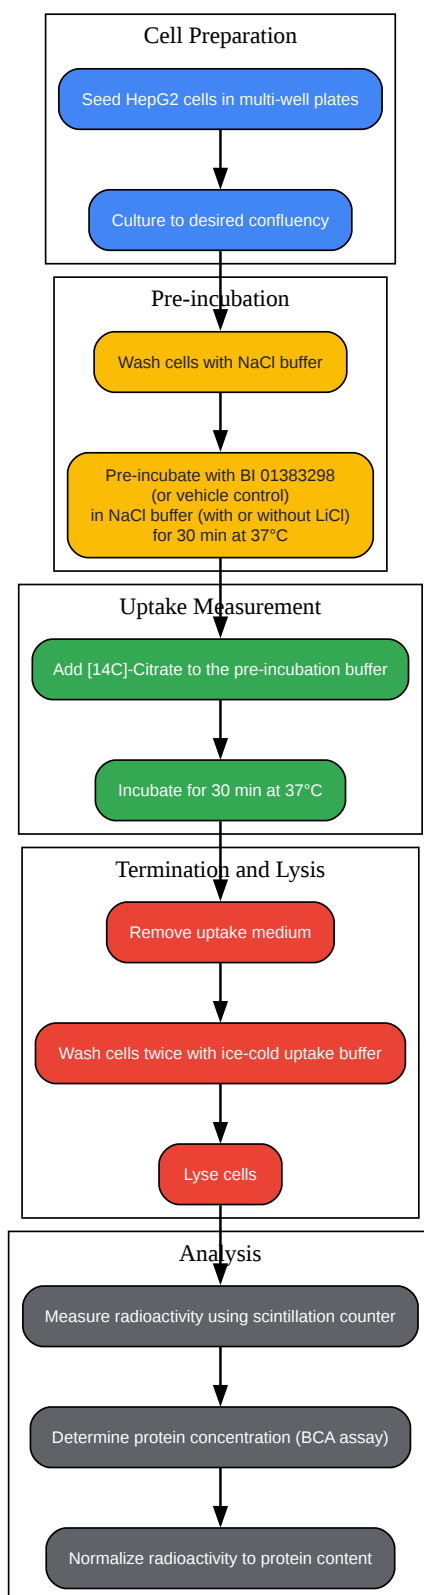 Cell Preparation
Seed HepG2 cells in multi-well plates
Culture to desired confluency
Pre-incubation
Wash cells with NaCl buffer
Pre-incubate with BI 01383298
(or vehicle control)
in NaCl buffer (with or without LiCl)
for 30 min at 37°C
Uptake Measurement
Add [14C]-Citrate to the pre-incubation buffer
Incubate for 30 min at 37°C
Termination and Lysis
Remove uptake medium
Wash cells twice with ice-cold uptake buffer
Lyse cells
Analysis
Measure radioactivity using scintillation counter
Determine protein concentration (BCA assay)
Normalize radioactivity to protein content